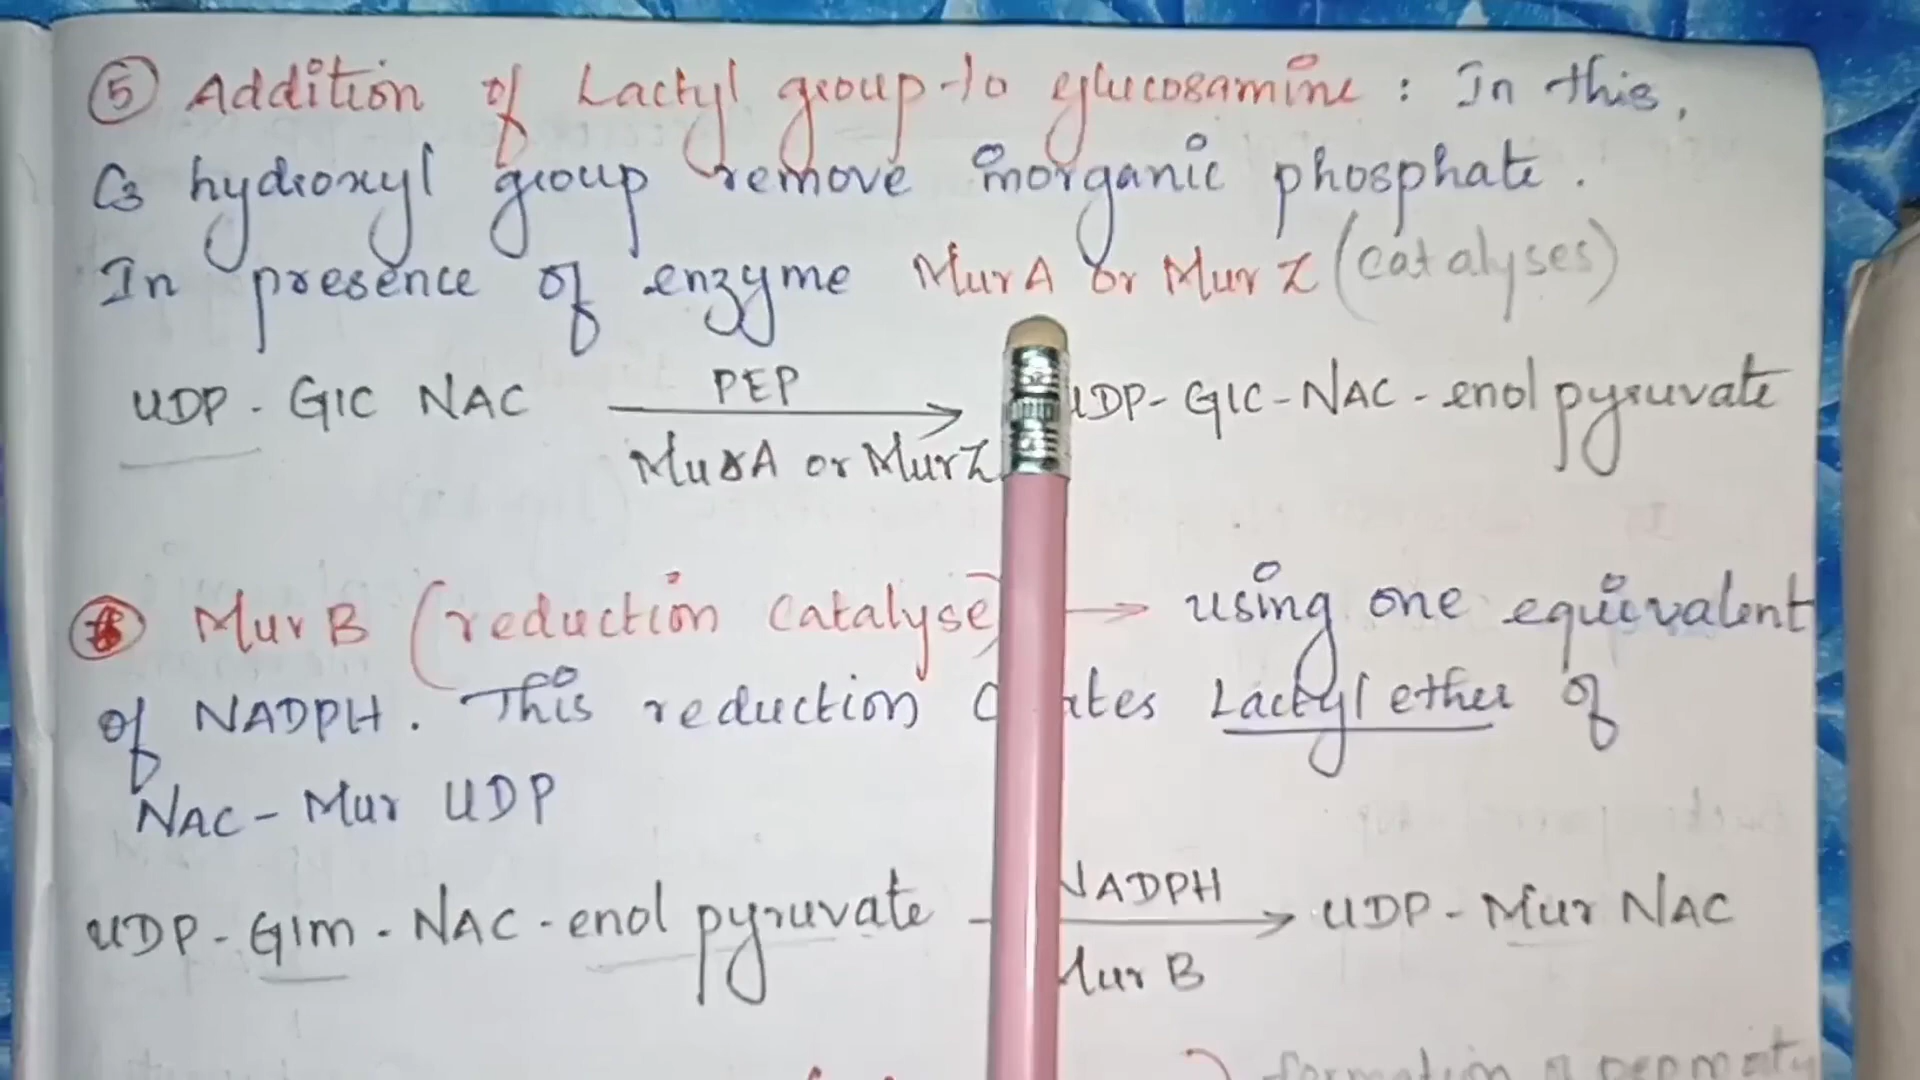 ⑤ Addition of Lactyl group to glucosamine : In this,
C3 hydroxyl group remove inorganic phosphate.
In presence of enzyme MurA or MurZ (catalyses)
UDP - GlC NAC
PEP
UDP- GlC-NAC - enol pyruvate
MurA or MurZ
⑥ Mur B (reduction catalyse) → using one equivalent
of NADPH. This reduction creates Lactyl ether of
NAC - Mur UDP
UDP - Glm - NAC - enol pyruvate
NADPH
UDP - Mur NAC
Mur B